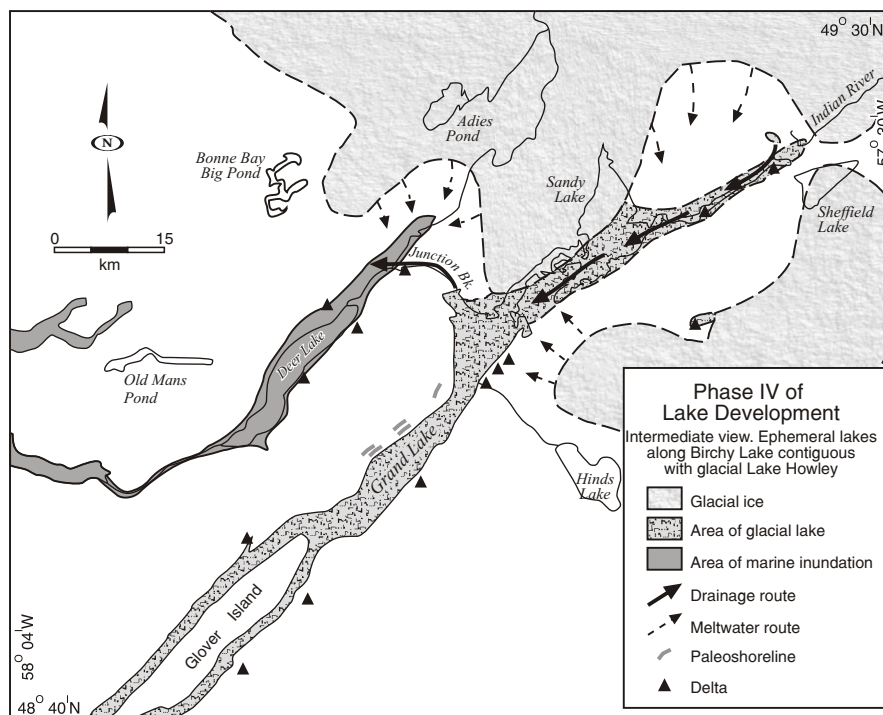 49° 30' N
57° 30' W
Indian River
Adies
Pond
Bonne Bay
Big Pond
N
Sandy
Lake
Sheffield
Lake
0 15
km
Junction Bk.
Deer Lake
Old Mans
Pond
Grand Lake
Hinds
Lake
Glover Island
58° 04' W
48° 40' N
Phase IV of
Lake Development
Intermediate view. Ephemeral lakes
along Birchy Lake contiguous
with glacial Lake Howley
Glacial ice
Area of glacial lake
Area of marine inundation
Drainage route
Meltwater route
Paleoshoreline
Delta